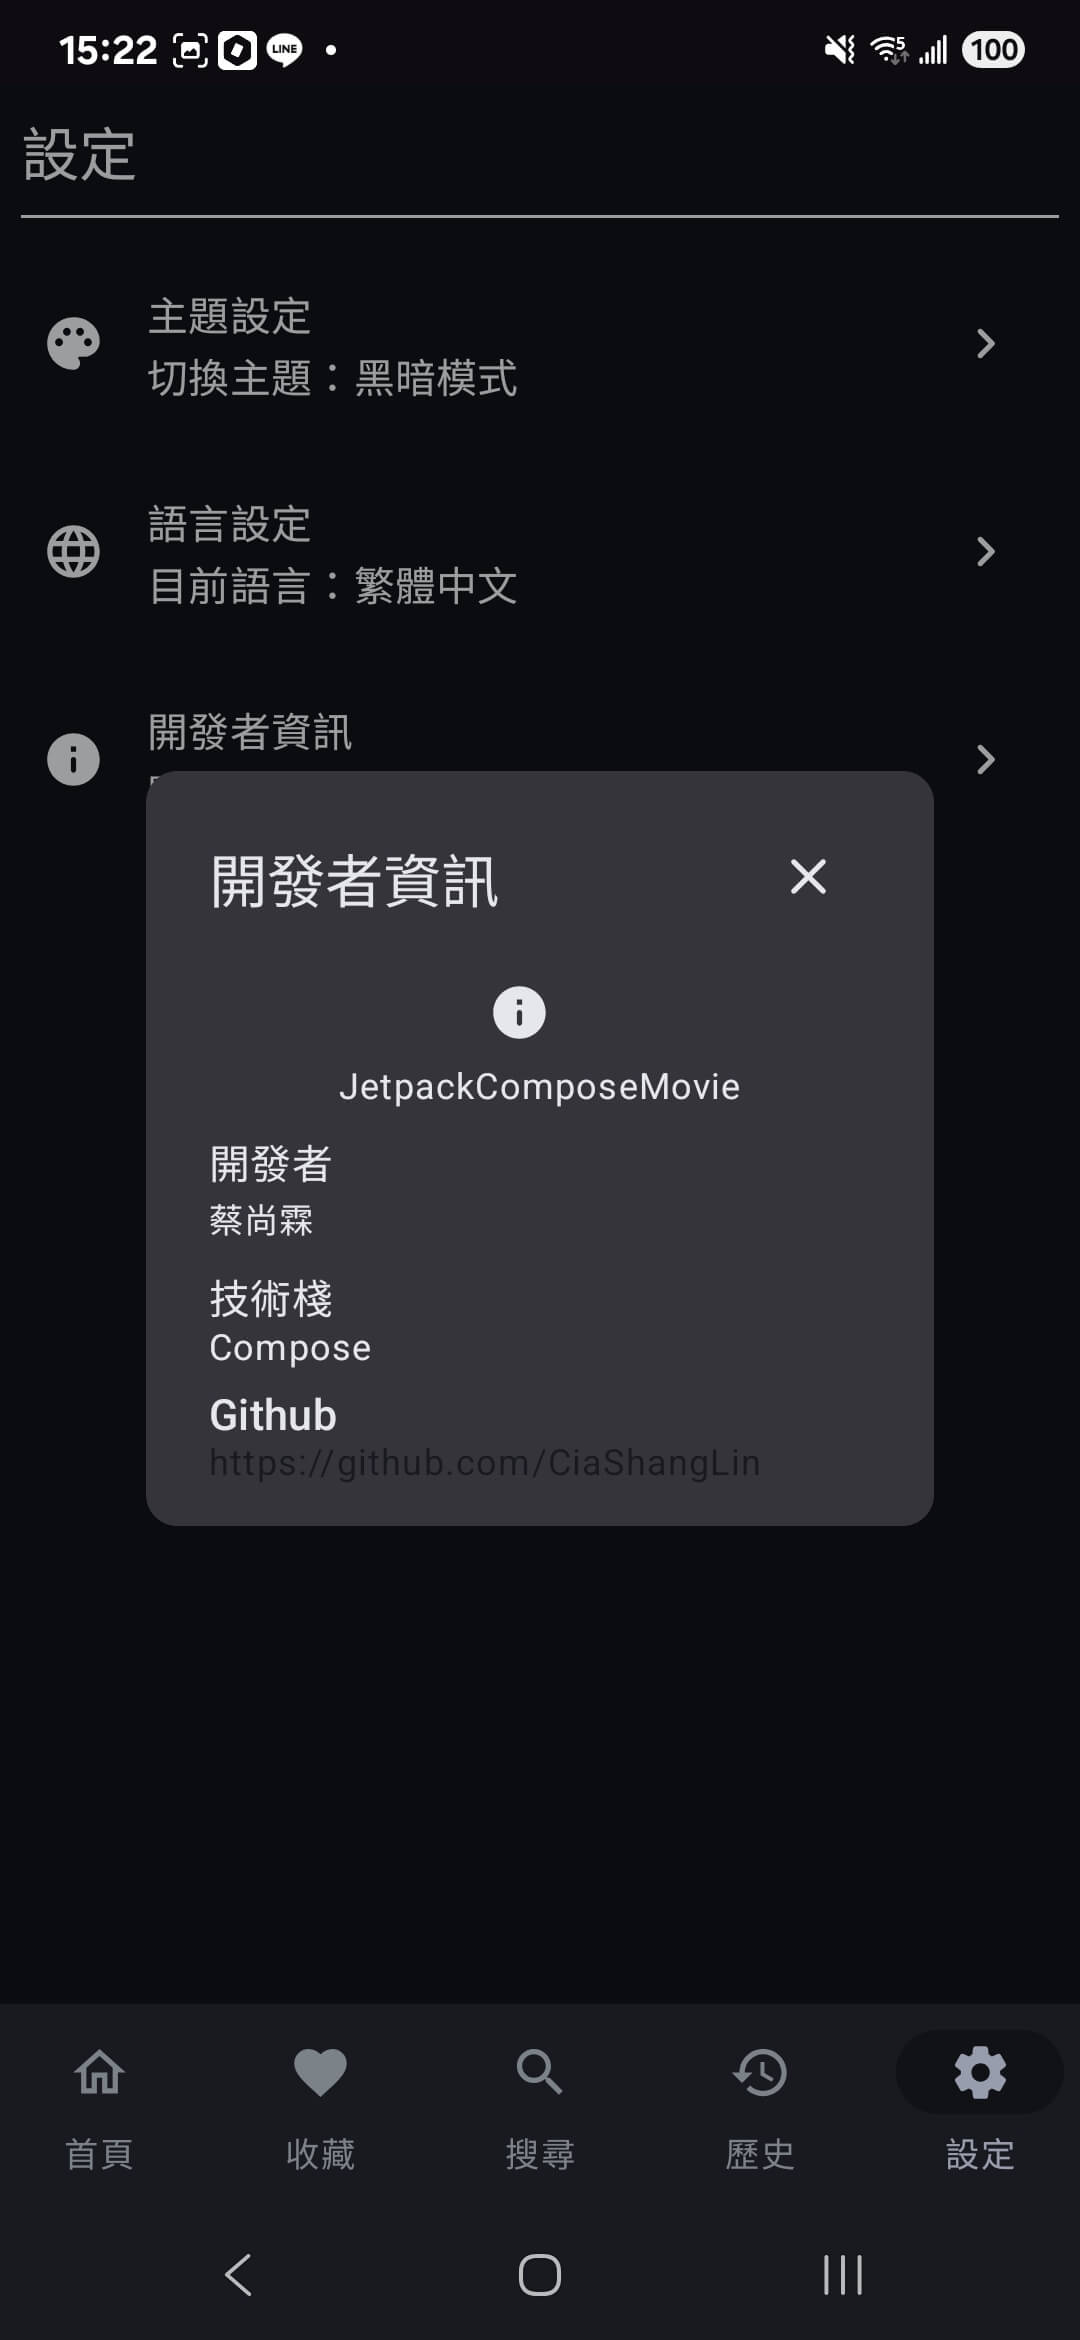 15:22
LINE
5
100
設定
主題設定
切換主題：黑暗模式
語言設定
目前語言：繁體中文
開發者資訊
開發者資訊
JetpackComposeMovie
開發者
蔡尚霖
技術棧
Compose
Github
https://github.com/CiaShangLin
首頁
收藏
搜尋
歷史
設定